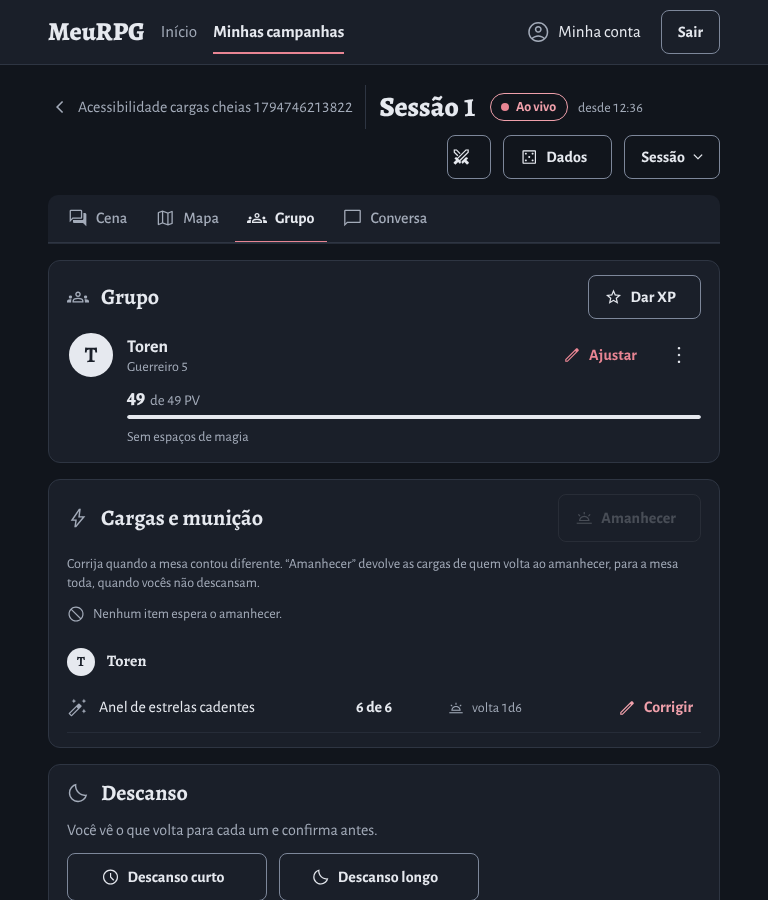 MeuRPG Início Minhas campanhas Minha conta Sair
Acessibilidade cargas cheias 1794746213822 Sessão 1 Ao vivo desde 12:36
Dados Sessão
Cena Mapa Grupo Conversa
Grupo Dar XP
T Toren Ajustar
Guerreiro 5
49 de 49 PV
Sem espaços de magia
Cargas e munição Amanhecer
Corrija quando a mesa contou diferente. “Amanhecer” devolve as cargas de quem volta ao amanhecer, para a mesa
toda, quando vocês não descansam.
Nenhum item espera o amanhecer.
T Toren
Anel de estrelas cadentes 6 de 6 volta 1d6 Corrigir
Descanso
Você vê o que volta para cada um e confirma antes.
Descanso curto Descanso longo